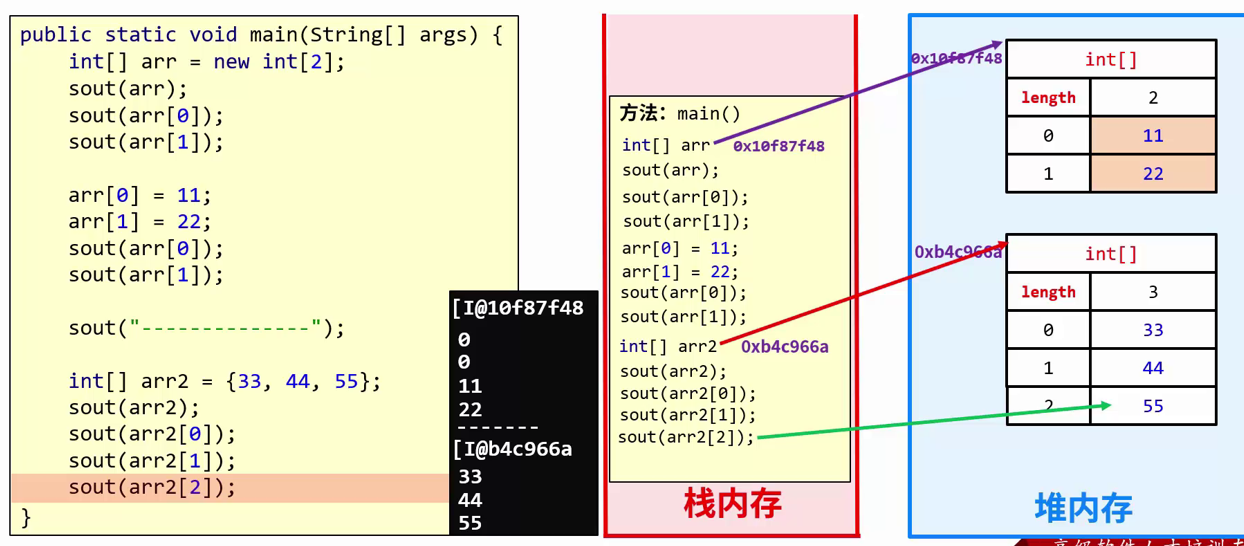 public static void main(String[] args) {
int[] arr = new int[2];
sout(arr);
sout(arr[0]);
sout(arr[1]);
arr[0] = 11;
arr[1] = 22;
sout(arr[0]);
sout(arr[1]);
sout("--------------");
int[] arr2 = {33, 44, 55};
sout(arr2);
sout(arr2[0]);
sout(arr2[1]);
sout(arr2[2]);
}
[I@10f87f48
0
0
11
22
-------
[I@b4c966a
33
44
55
方法：main()
int[] arr 0x10f87f48
sout(arr);
sout(arr[0]);
sout(arr[1]);
arr[0] = 11;
arr[1] = 22;
sout(arr[0]);
sout(arr[1]);
int[] arr2 0xb4c966a
sout(arr2);
sout(arr2[0]);
sout(arr2[1]);
sout(arr2[2]);
栈内存
0x10f87f48
int[]
length 2
0 11
1 22
0xb4c966a
int[]
length 3
0 33
1 44
2 55
堆内存